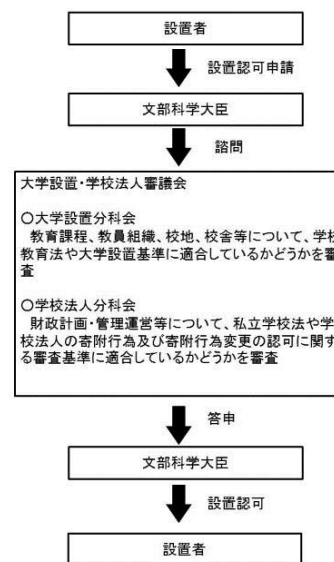 設置者
設置認可申請
文部科学大臣
諮問
大学設置・学校法人審議会
〇大学設置分科会
教育課程、教員組織、校地、校舎等について、学校
教育法や大学設置基準に適合しているかどうかを審
査
〇学校法人分科会
財政計画・管理運営等について、私立学校法や学
校法人の寄附行為及び寄附行為変更の認可に関す
る審査基準に適合しているかどうかを審査
答申
文部科学大臣
設置認可
設置者